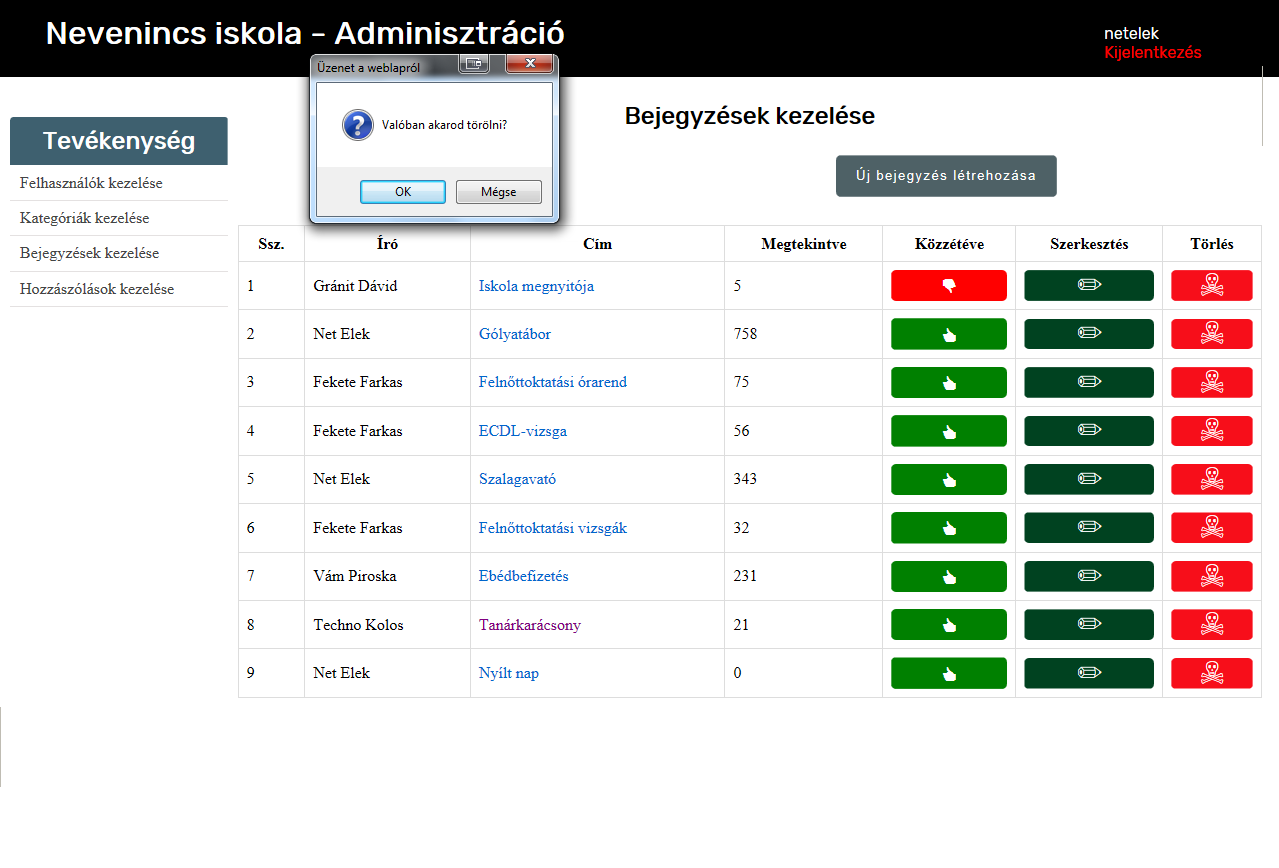 Nevenincs iskola - Adminisztráció
netelek
Kijelentkezés
Üzenet a weblapról
Valóban akarod törölni?
OK Mégse
Tevékenység
Felhasználók kezelése
Kategóriák kezelése
Bejegyzések kezelése
Hozzászólások kezelése
Bejegyzések kezelése
Új bejegyzés létrehozása
Ssz. Író Cím Megtekintve Közzétéve Szerkesztés Törlés
1 Gránit Dávid Iskola megnyitója 5
2 Net Elek Gólyatábor 758
3 Fekete Farkas Felnőttoktatási órarend 75
4 Fekete Farkas ECDL-vizsga 56
5 Net Elek Szalagavató 343
6 Fekete Farkas Felnőttoktatási vizsgák 32
7 Vám Piroska Ebédbefizetés 231
8 Techno Kolos Tanárkarácsony 21
9 Net Elek Nyílt nap 0